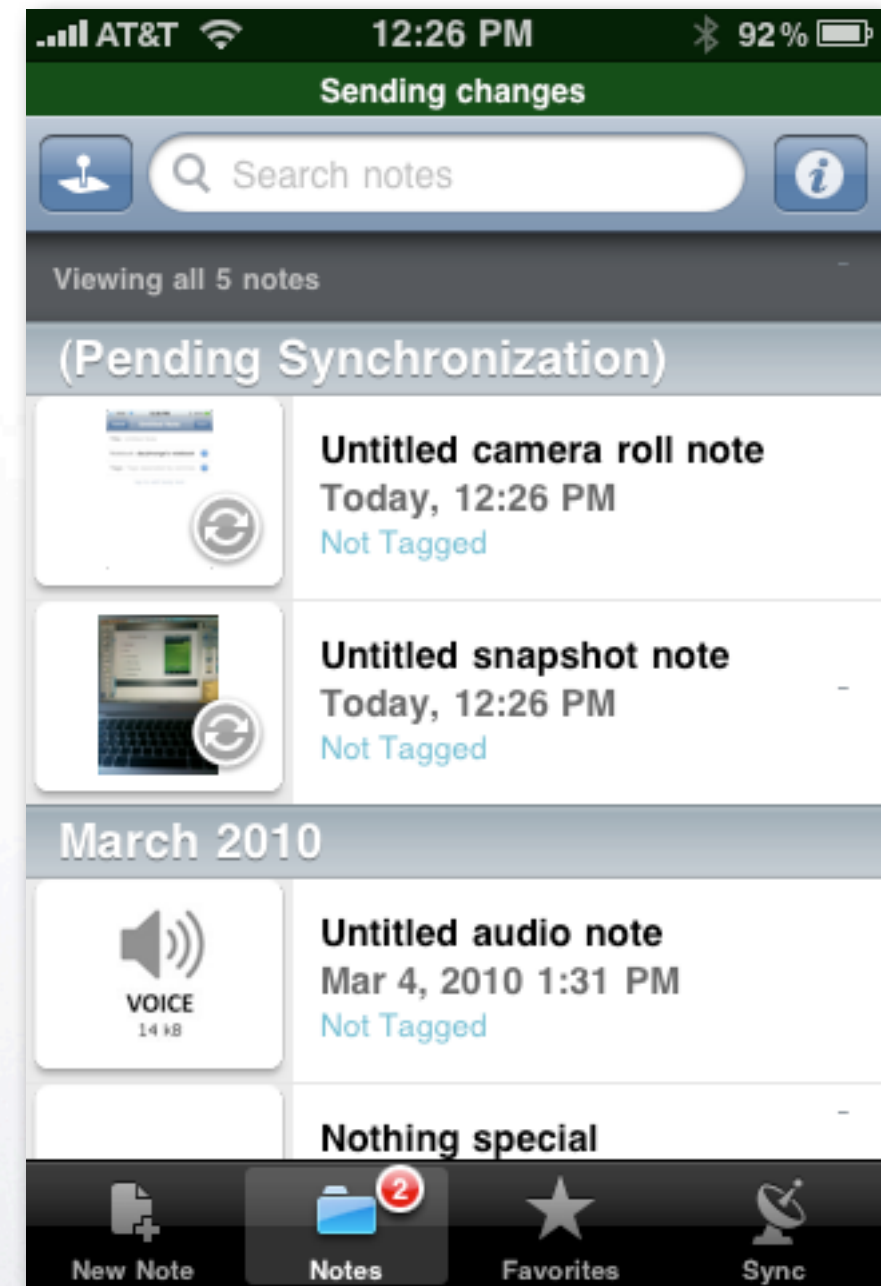 AT&T 12:26 PM 92%
Sending changes
Search notes
Viewing all 5 notes
(Pending Synchronization)
Untitled camera roll note
Today, 12:26 PM
Not Tagged
Untitled snapshot note
Today, 12:26 PM
Not Tagged
March 2010
VOICE
14 kB
Untitled audio note
Mar 4, 2010 1:31 PM
Not Tagged
Nothing special
2
New Note Notes Favorites Sync